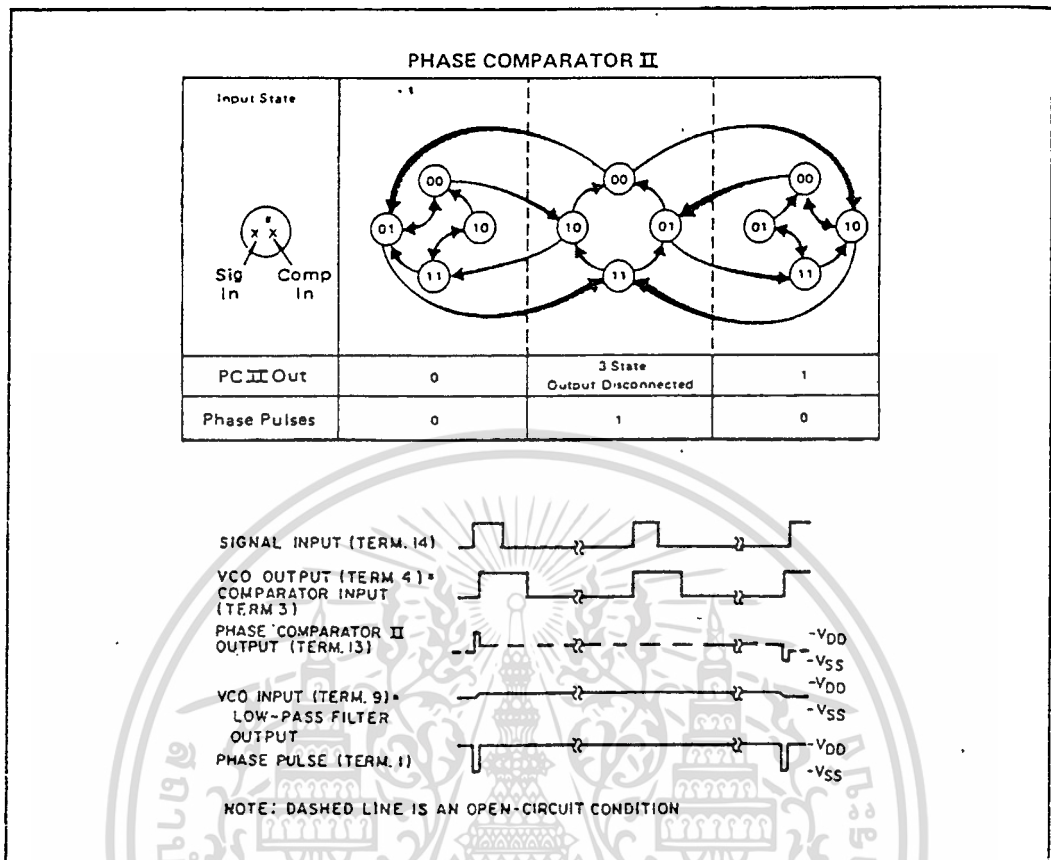 PHASE COMPARATOR II
Input State
Sig In
Comp In
x x
00
01
10
11
00
10
01
11
00
01
10
11
PC II Out
0
3 State
Output Disconnected
1
Phase Pulses
0
1
0
SIGNAL INPUT (TERM. 14)
VCO OUTPUT (TERM 4) =
COMPARATOR INPUT
(TERM 3)
PHASE COMPARATOR II
OUTPUT (TERM. 13)
-VDD
-VSS
VCO INPUT (TERM. 9) =
LOW-PASS FILTER
OUTPUT
-VDD
-VSS
PHASE PULSE (TERM. 1)
-VDD
-VSS
NOTE: DASHED LINE IS AN OPEN-CIRCUIT CONDITION